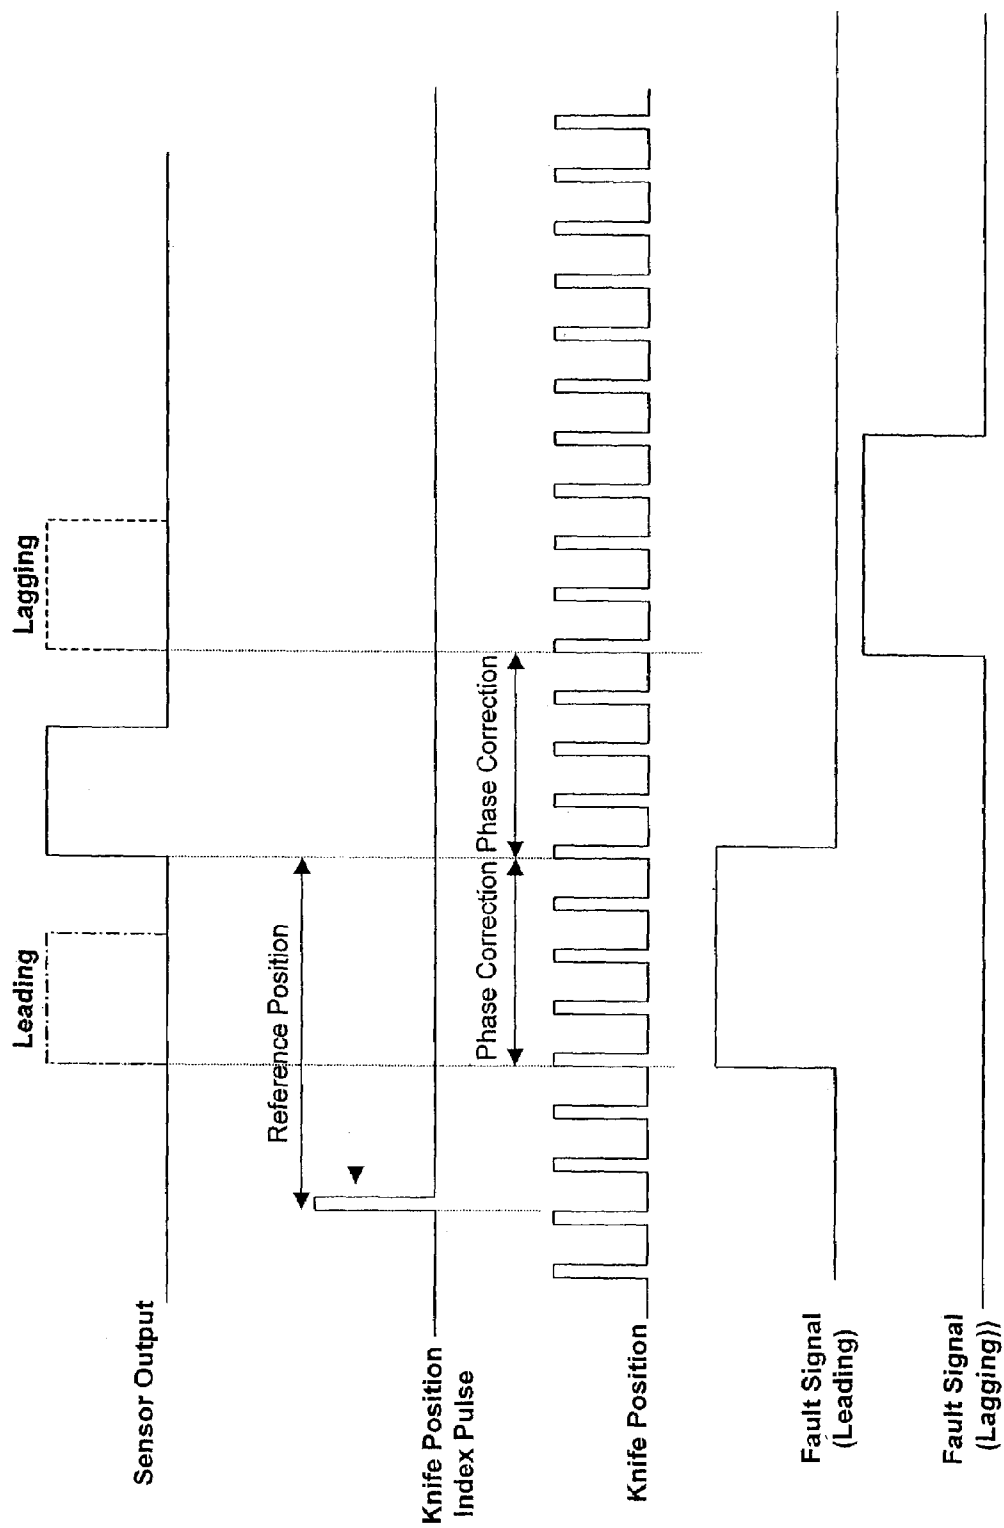 Leading
Lagging
Sensor Output
Reference Position
Knife Position
Index Pulse
Phase Correction
Phase Correction
Knife Position
Fault Signal
(Leading)
Fault Signal
(Lagging))